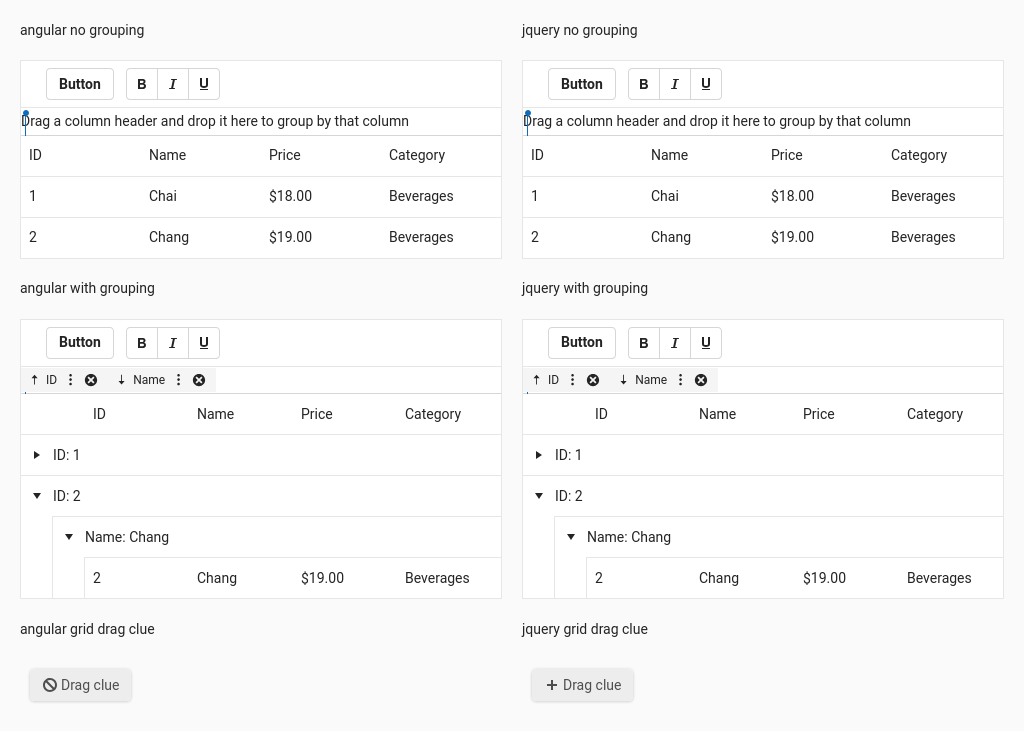 angular no grouping
Button B I U
Drag a column header and drop it here to group by that column
ID Name Price Category
1 Chai $18.00 Beverages
2 Chang $19.00 Beverages
jquery no grouping
Button B I U
Drag a column header and drop it here to group by that column
ID Name Price Category
1 Chai $18.00 Beverages
2 Chang $19.00 Beverages
angular with grouping
Button B I U
ID Name
ID Name Price Category
ID: 1
ID: 2
Name: Chang
2 Chang $19.00 Beverages
jquery with grouping
Button B I U
ID Name
ID Name Price Category
ID: 1
ID: 2
Name: Chang
2 Chang $19.00 Beverages
angular grid drag clue
Drag clue
jquery grid drag clue
Drag clue